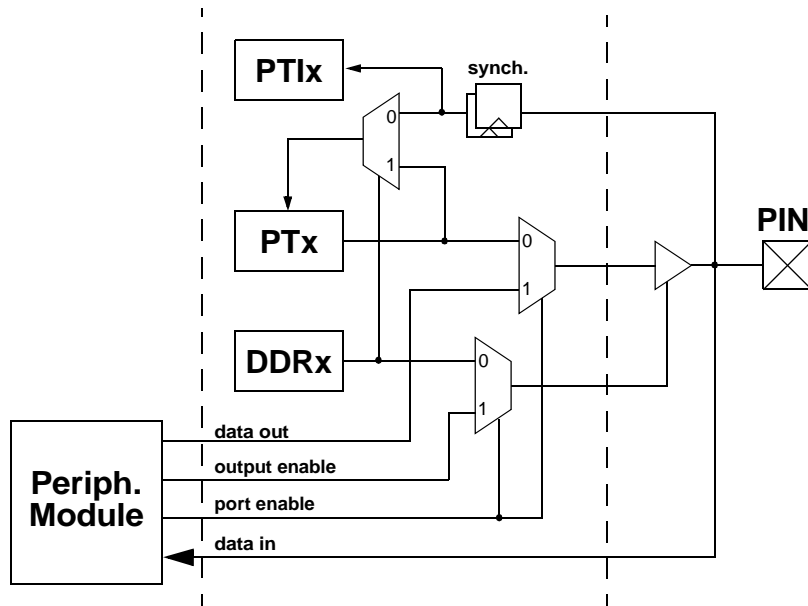 PTIx
synch.
0
1
PTx
PIN
0
1
DDRx
0
1
Periph.
Module
data out
output enable
port enable
data in